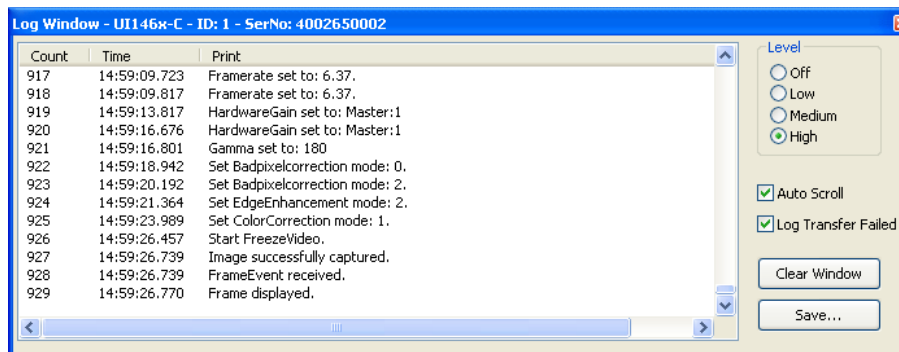 Log Window - UI146x-C - ID: 1 - SerNo: 4002650002
Count Time Print
917 14:59:09.723 Framerate set to: 6.37.
918 14:59:09.817 Framerate set to: 6.37.
919 14:59:13.817 HardwareGain set to: Master:1
920 14:59:16.676 HardwareGain set to: Master:1
921 14:59:16.801 Gamma set to: 180
922 14:59:18.942 Set Badpixelcorrection mode: 0.
923 14:59:20.192 Set Badpixelcorrection mode: 2.
924 14:59:21.364 Set EdgeEnhancement mode: 2.
925 14:59:23.989 Set ColorCorrection mode: 1.
926 14:59:26.457 Start FreezeVideo.
927 14:59:26.739 Image successfully captured.
928 14:59:26.739 FrameEvent received.
929 14:59:26.770 Frame displayed.
Level
Off
Low
Medium
High
Auto Scroll
Log Transfer Failed
Clear Window
Save...